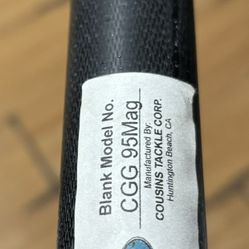 Blank Model No.
CGG 95Mag
Manufactured By:
COUSINS TACKLE CORP.
Huntington Beach, CA